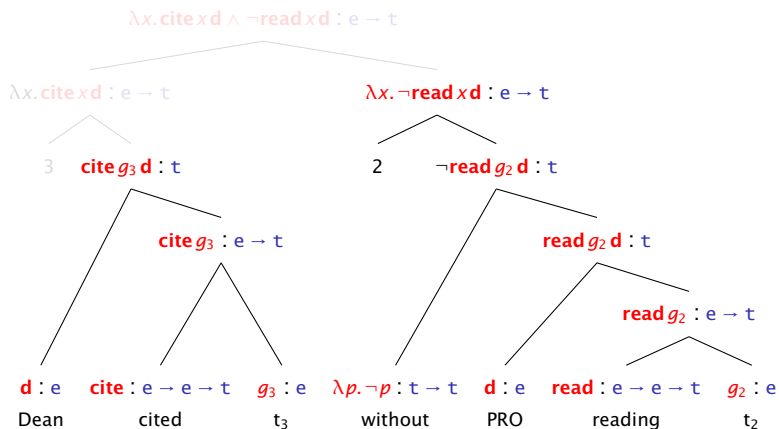 λx.cite x d ∧ ¬read x d : e → t
λx.cite x d : e → t λx.¬read x d : e → t
3 cite g₃ d : t 2 ¬read g₂ d : t
cite g₃ : e → t read g₂ d : t
read g₂ : e → t
d : e cite : e → e → t g₃ : e λp.¬p : t → t d : e read : e → e → t g₂ : e
Dean cited t₃ without PRO reading t₂